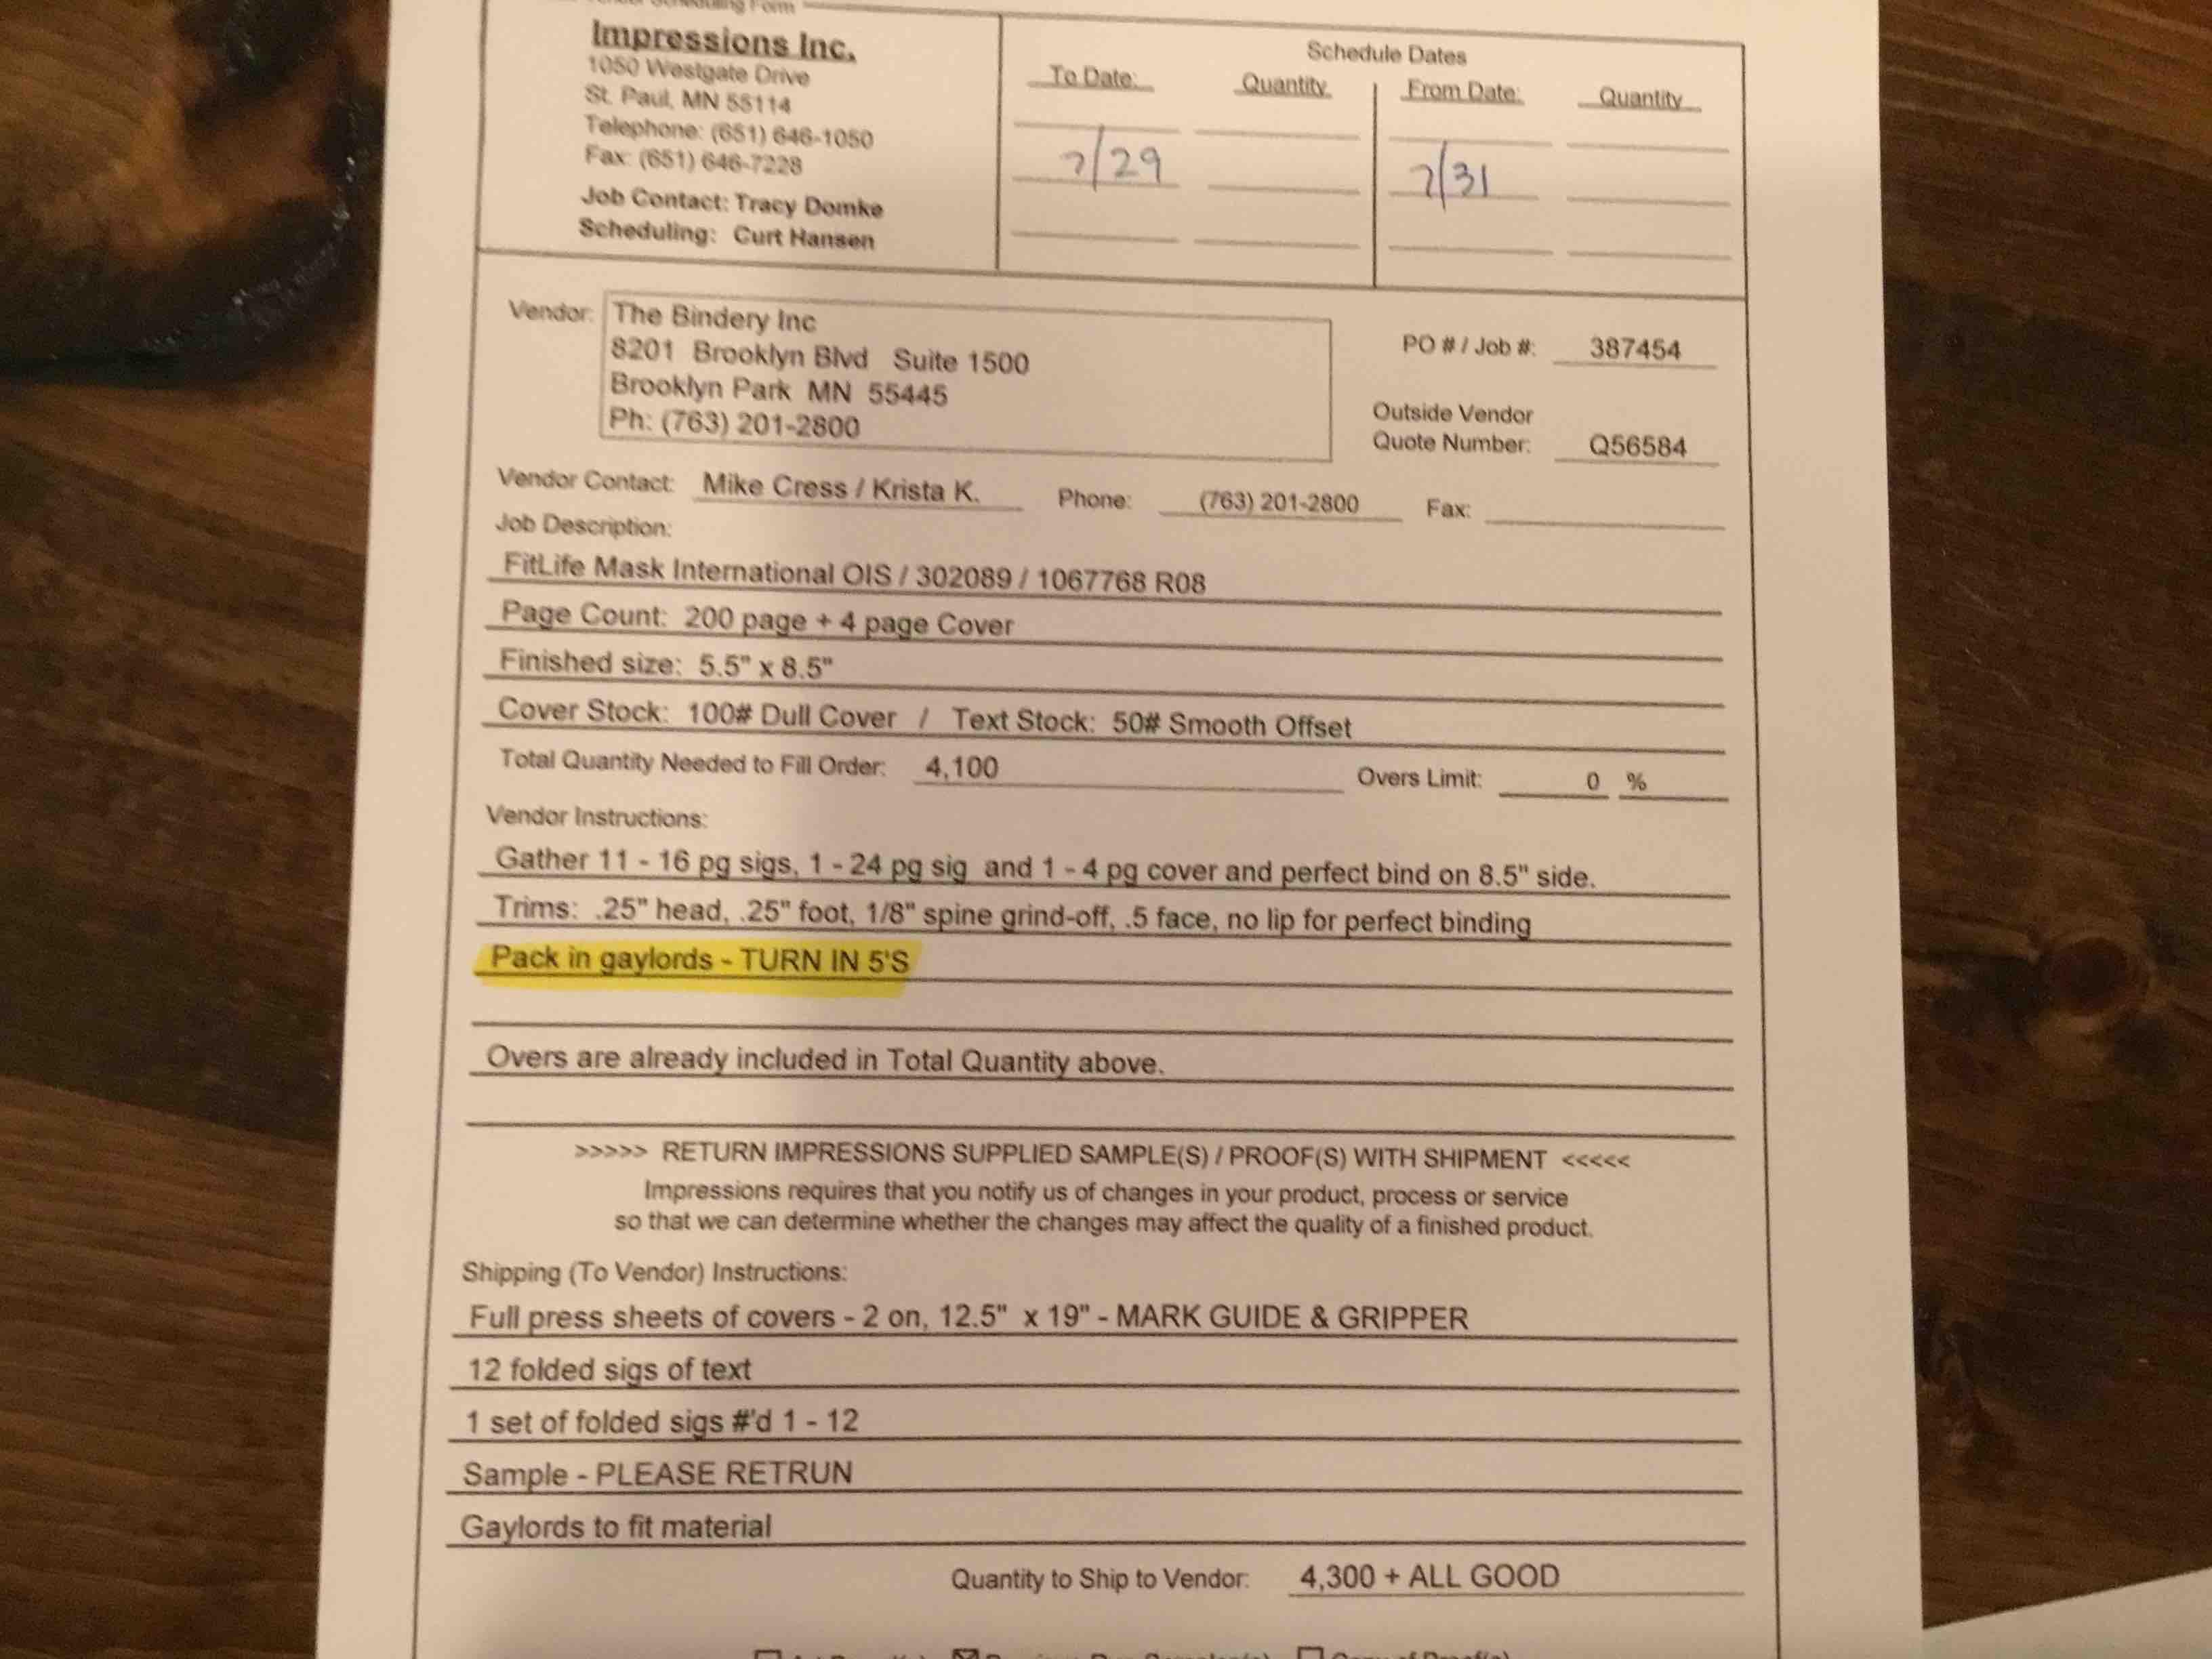 Scheduling Form
Impressions Inc.
1050 Westgate Drive
St. Paul, MN 55114
Telephone: (651) 646-1050
Fax: (651) 646-7228
Job Contact: Tracy Domke
Scheduling: Curt Hansen
Schedule Dates
To Date: Quantity From Date: Quantity
7/29 7/31
Vendor: The Bindery Inc
8201 Brooklyn Blvd Suite 1500
Brooklyn Park MN 55445
Ph: (763) 201-2800
PO # / Job #: 387454
Outside Vendor
Quote Number: Q56584
Vendor Contact: Mike Cress / Krista K. Phone: (763) 201-2800 Fax:
Job Description:
FitLife Mask International OIS / 302089 / 1067768 R08
Page Count: 200 page + 4 page Cover
Finished size: 5.5" x 8.5"
Cover Stock: 100# Dull Cover / Text Stock: 50# Smooth Offset
Total Quantity Needed to Fill Order: 4,100 Overs Limit: 0 %
Vendor Instructions:
Gather 11 - 16 pg sigs, 1 - 24 pg sig and 1 - 4 pg cover and perfect bind on 8.5" side.
Trims: .25" head, .25" foot, 1/8" spine grind-off, .5 face, no lip for perfect binding
Pack in gaylords - TURN IN 5'S
Overs are already included in Total Quantity above.
>>>>> RETURN IMPRESSIONS SUPPLIED SAMPLE(S) / PROOF(S) WITH SHIPMENT <<<<<
Impressions requires that you notify us of changes in your product, process or service
so that we can determine whether the changes may affect the quality of a finished product.
Shipping (To Vendor) Instructions:
Full press sheets of covers - 2 on, 12.5" x 19" - MARK GUIDE & GRIPPER
12 folded sigs of text
1 set of folded sigs #'d 1 - 12
Sample - PLEASE RETRUN
Gaylords to fit material
Quantity to Ship to Vendor: 4,300 + ALL GOOD